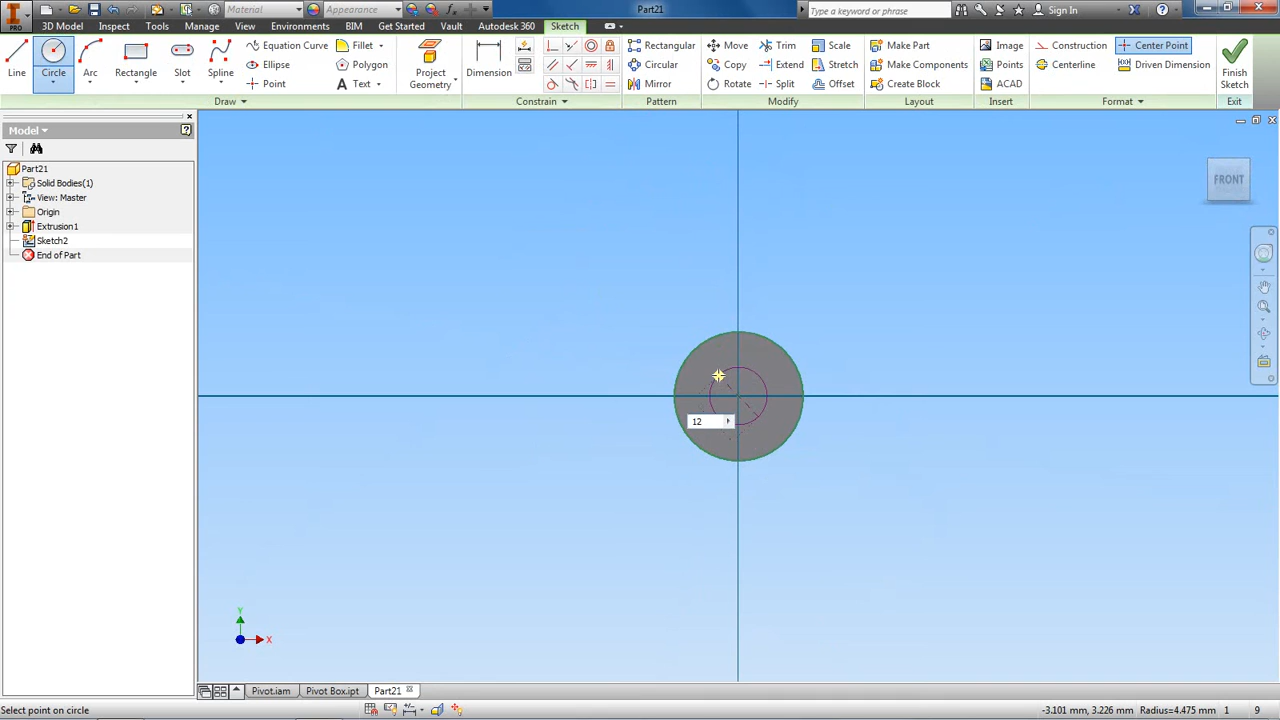 PRO
Material
Appearance
Part21
Type a keyword or phrase
Sign In
3D Model Inspect Tools Manage View Environments BIM Get Started Vault Autodesk 360 Sketch
Line Circle Arc Rectangle Slot Spline
Equation Curve Fillet
Ellipse Polygon
Point Text
Project Geometry
Dimension
Rectangular
Circular
Mirror
Move Trim Scale
Copy Extend Stretch
Rotate Split Offset
Make Part
Make Components
Create Block
Image
Points
ACAD
Construction Center Point
Centerline Driven Dimension
Finish Sketch
Draw Constrain Pattern Modify Layout Insert Format Exit
Model
Part21
Solid Bodies(1)
View: Master
Origin
Extrusion1
Sketch2
End of Part
FRONT
12
Y
X
Pivot.iam Pivot Box.ipt Part21
Select point on circle
-3.101 mm, 3.226 mm Radius=4.475 mm 1 9